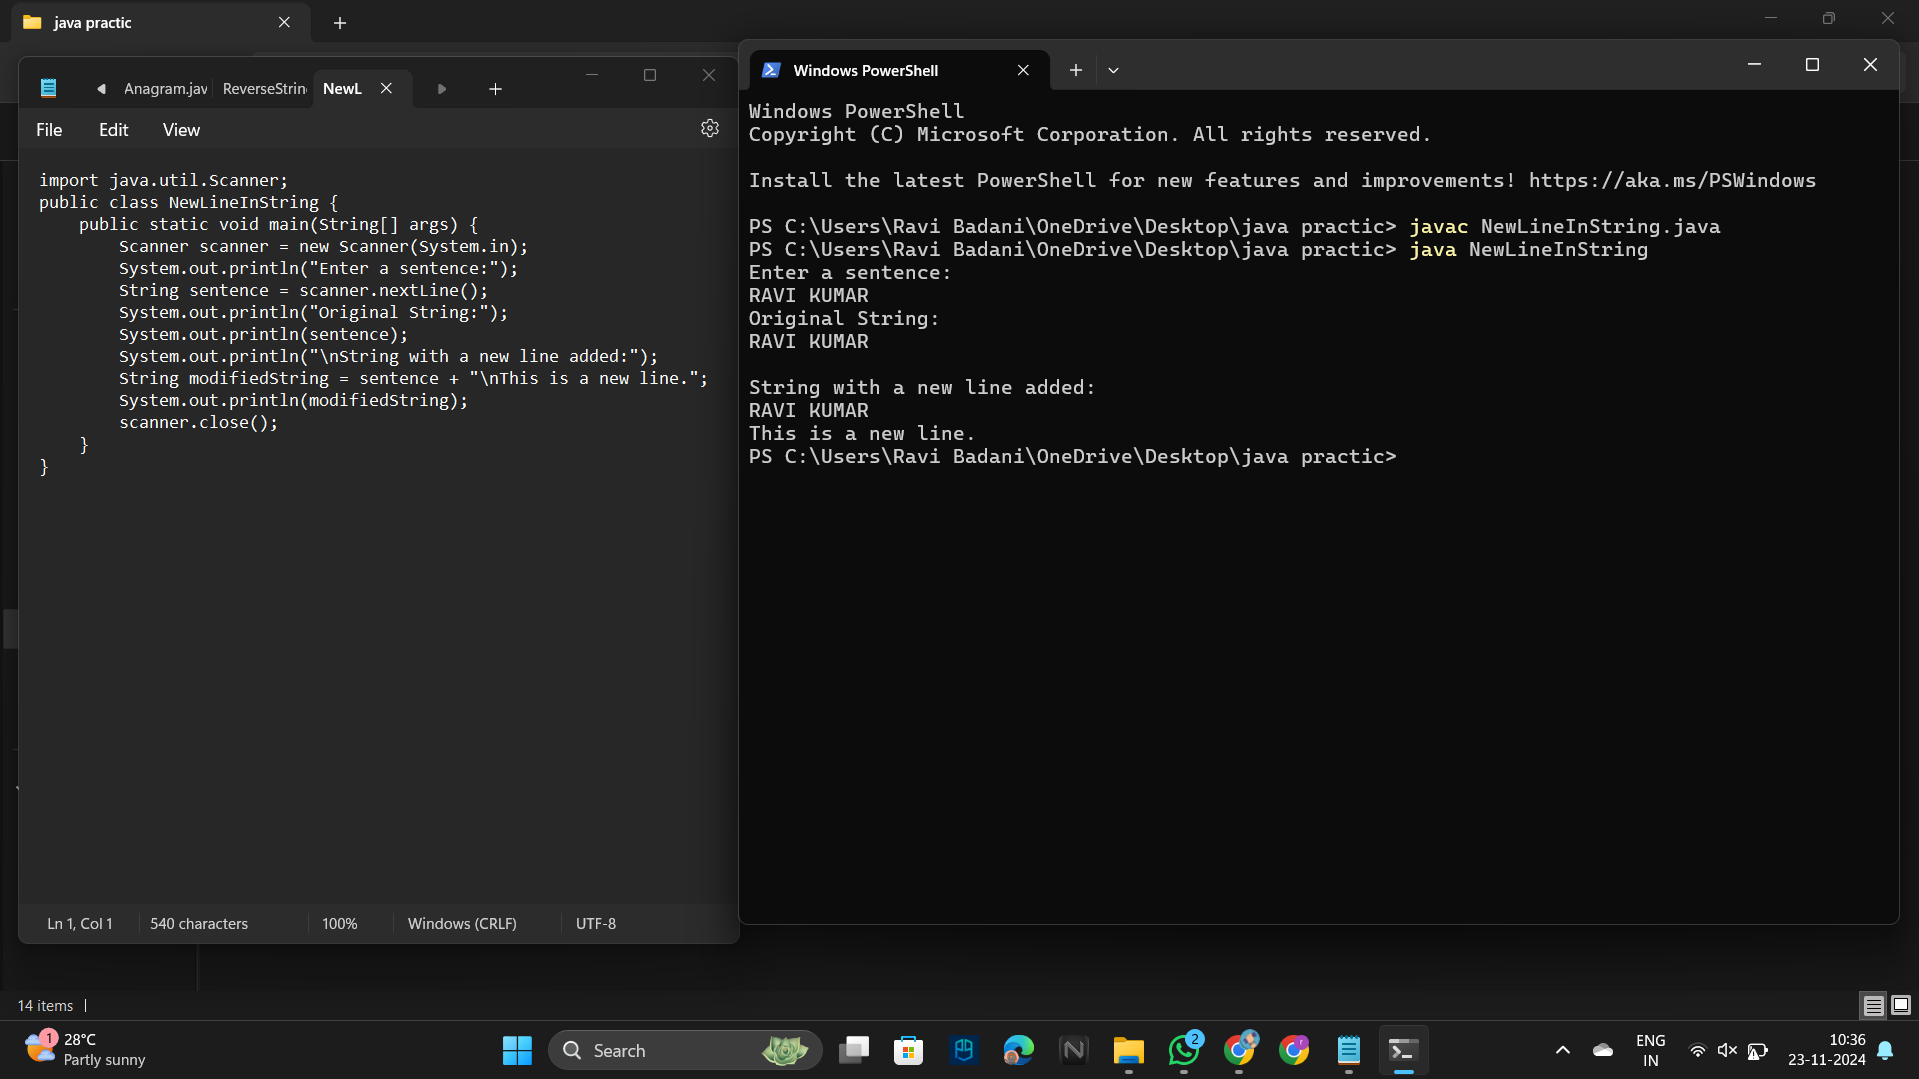 java practic
Anagram.jav ReverseStrin NewL
File Edit View
import java.util.Scanner;
public class NewLineInString {
    public static void main(String[] args) {
        Scanner scanner = new Scanner(System.in);
        System.out.println("Enter a sentence:");
        String sentence = scanner.nextLine();
        System.out.println("Original String:");
        System.out.println(sentence);
        System.out.println("\nString with a new line added:");
        String modifiedString = sentence + "\nThis is a new line.";
        System.out.println(modifiedString);
        scanner.close();
    }
}
Ln 1, Col 1 540 characters 100% Windows (CRLF) UTF-8
Windows PowerShell
Windows PowerShell
Copyright (C) Microsoft Corporation. All rights reserved.
Install the latest PowerShell for new features and improvements! https://aka.ms/PSWindows
PS C:\Users\Ravi Badani\OneDrive\Desktop\java practic> javac NewLineInString.java
PS C:\Users\Ravi Badani\OneDrive\Desktop\java practic> java NewLineInString
Enter a sentence:
RAVI KUMAR
Original String:
RAVI KUMAR
String with a new line added:
RAVI KUMAR
This is a new line.
PS C:\Users\Ravi Badani\OneDrive\Desktop\java practic>
14 items
1
28°C
Partly sunny
Search
2
ENG
IN
10:36
23-11-2024